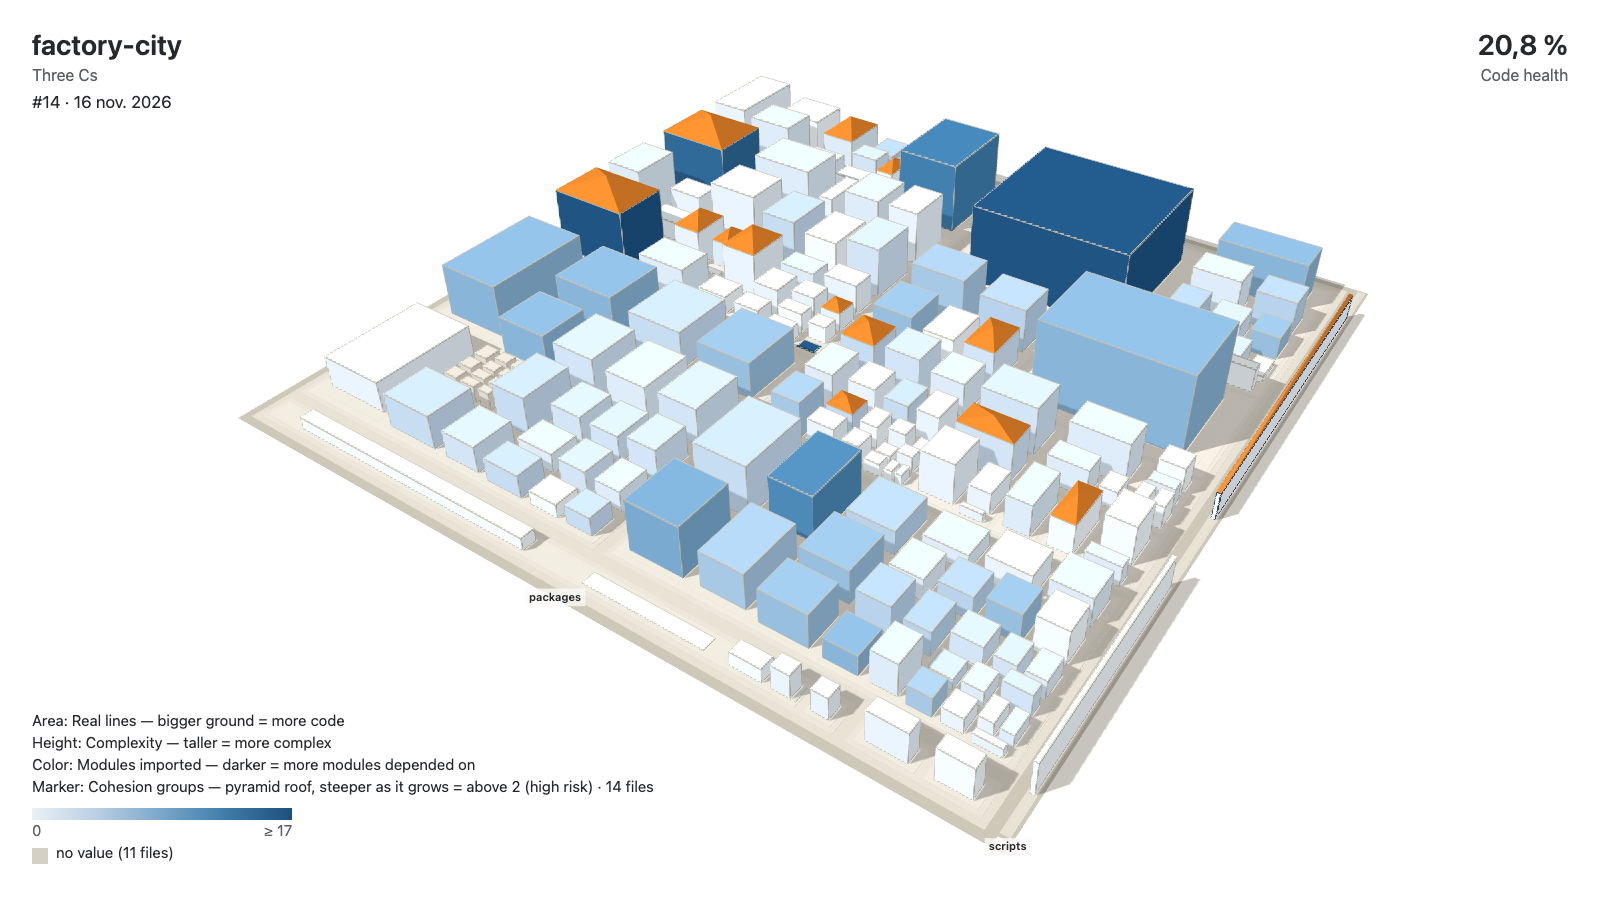 factory-city
Three Cs
#14 · 16 nov. 2026
20,8 %
Code health
packages
scripts
Area: Real lines — bigger ground = more code
Height: Complexity — taller = more complex
Color: Modules imported — darker = more modules depended on
Marker: Cohesion groups — pyramid roof, steeper as it grows = above 2 (high risk) · 14 files
0
≥ 17
no value (11 files)